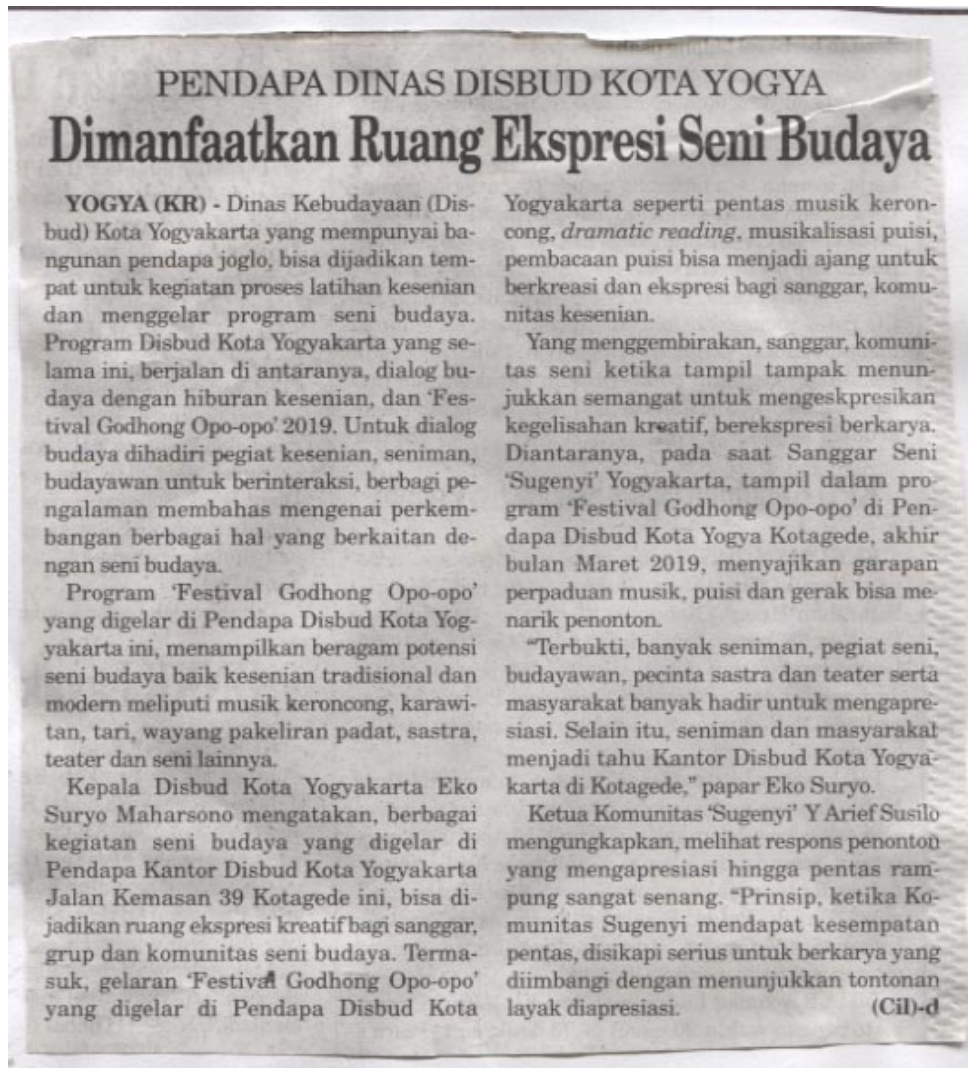 PENDAPA DINAS DISBUD KOTA YOGYA
Dimanfaatkan Ruang Ekspresi Seni Budaya
YOGYA (KR) - Dinas Kebudayaan (Dis-
bud) Kota Yogyakarta yang mempunyai ba-
ngunan pendapa joglo, bisa dijadikan tem-
pat untuk kegiatan proses latihan kesenian
dan menggelar program seni budaya.
Program Disbud Kota Yogyakarta yang se-
lama ini, berjalan di antaranya, dialog bu-
daya dengan hiburan kesenian, dan ‘Fes-
tival Godhong Opo-opo’ 2019. Untuk dialog
budaya dihadiri pegiat kesenian, seniman,
budayawan untuk berinteraksi, berbagi pe-
ngalaman membahas mengenai perkem-
bangan berbagai hal yang berkaitan de-
ngan seni budaya.
Program ‘Festival Godhong Opo-opo’
yang digelar di Pendapa Disbud Kota Yog-
yakarta ini, menampilkan beragam potensi
seni budaya baik kesenian tradisional dan
modern meliputi musik keroncong, karawi-
tan, tari, wayang pakeliran padat, sastra,
teater dan seni lainnya.
Kepala Disbud Kota Yogyakarta Eko
Suryo Maharsono mengatakan, berbagai
kegiatan seni budaya yang digelar di
Pendapa Kantor Disbud Kota Yogyakarta
Jalan Kemasan 39 Kotagede ini, bisa di-
jadikan ruang ekspresi kreatif bagi sanggar,
grup dan komunitas seni budaya. Terma-
suk, gelaran ‘Festival Godhong Opo-opo’
yang digelar di Pendapa Disbud Kota
Yogyakarta seperti pentas musik keron-
cong, dramatic reading, musikalisasi puisi,
pembacaan puisi bisa menjadi ajang untuk
berkreasi dan ekspresi bagi sanggar, komu-
nitas kesenian.
Yang menggembirakan, sanggar, komuni-
tas seni ketika tampil tampak menun-
jukkan semangat untuk mengeskpresikan
kegelisahan kreatif, berekspresi berkarya.
Diantaranya, pada saat Sanggar Seni
‘Sugenyi’ Yogyakarta, tampil dalam pro-
gram ‘Festival Godhong Opo-opo’ di Pen-
dapa Disbud Kota Yogya Kotagede, akhir
bulan Maret 2019, menyajikan garapan
perpaduan musik, puisi dan gerak bisa me-
narik penonton.
“Terbukti, banyak seniman, pegiat seni,
budayawan, pecinta sastra dan teater serta
masyarakat banyak hadir untuk mengapre-
siasi. Selain itu, seniman dan masyarakat
menjadi tahu Kantor Disbud Kota Yogya-
karta di Kotagede,” papar Eko Suryo.
Ketua Komunitas ‘Sugenyi’ Y Arief Susilo
mengungkapkan, melihat respons penonton
yang mengapresiasi hingga pentas ram-
pung sangat senang. “Prinsip, ketika Ko-
munitas Sugenyi mendapat kesempatan
pentas, disikapi serius untuk berkarya yang
diimbangi dengan menunjukkan tontonan
layak diapresiasi. (Cil)-d